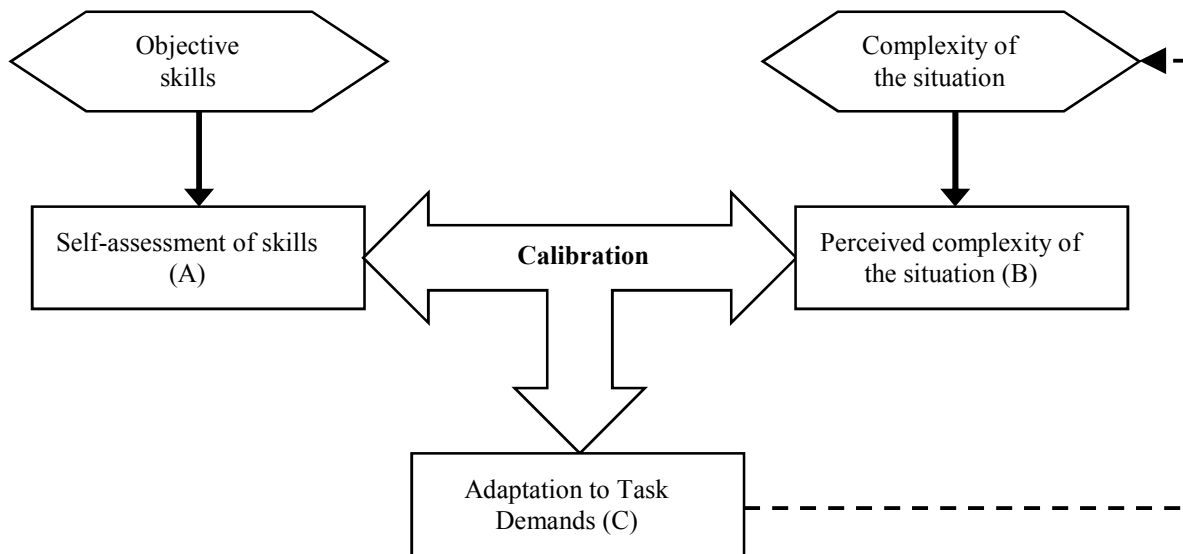 Objective
skills
Complexity of
the situation
Self-assessment of skills
(A)
Calibration
Perceived complexity of
the situation (B)
Adaptation to Task
Demands (C)